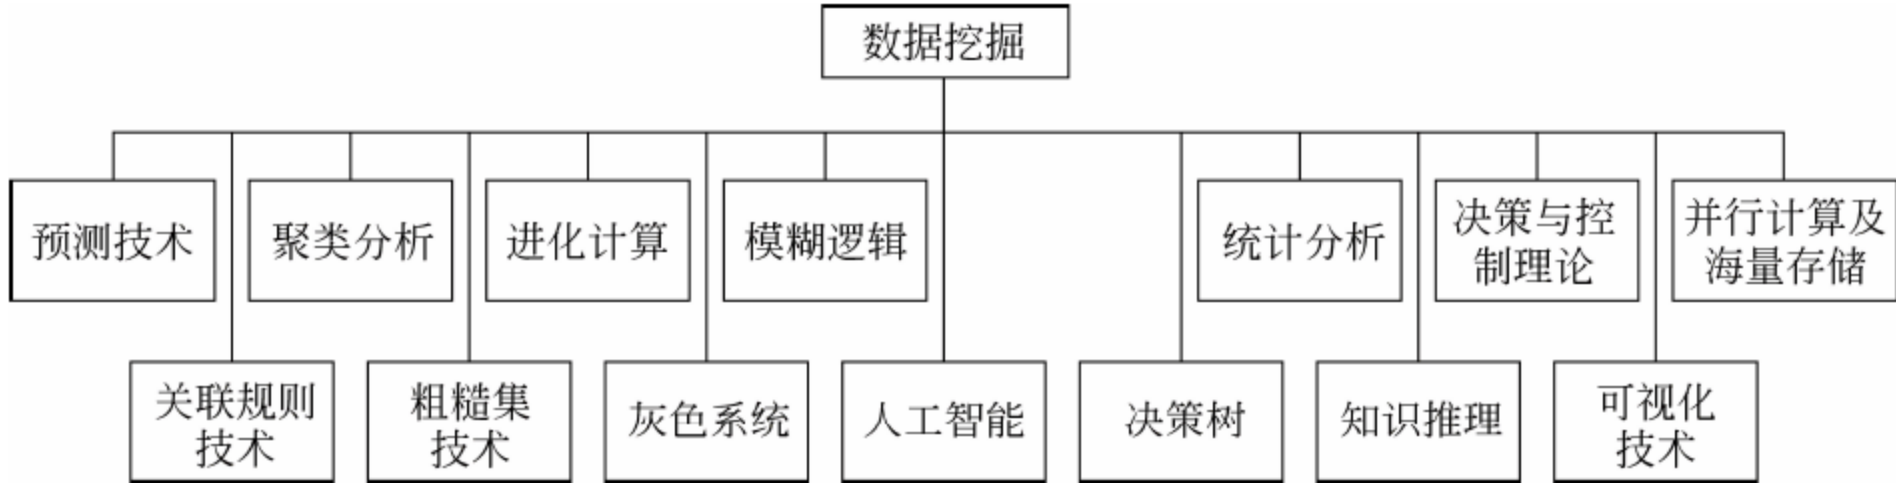 数据挖掘
预测技术
聚类分析
进化计算
模糊逻辑
统计分析
决策与控
制理论
并行计算及
海量存储
关联规则
技术
粗糙集
技术
灰色系统
人工智能
决策树
知识推理
可视化
技术